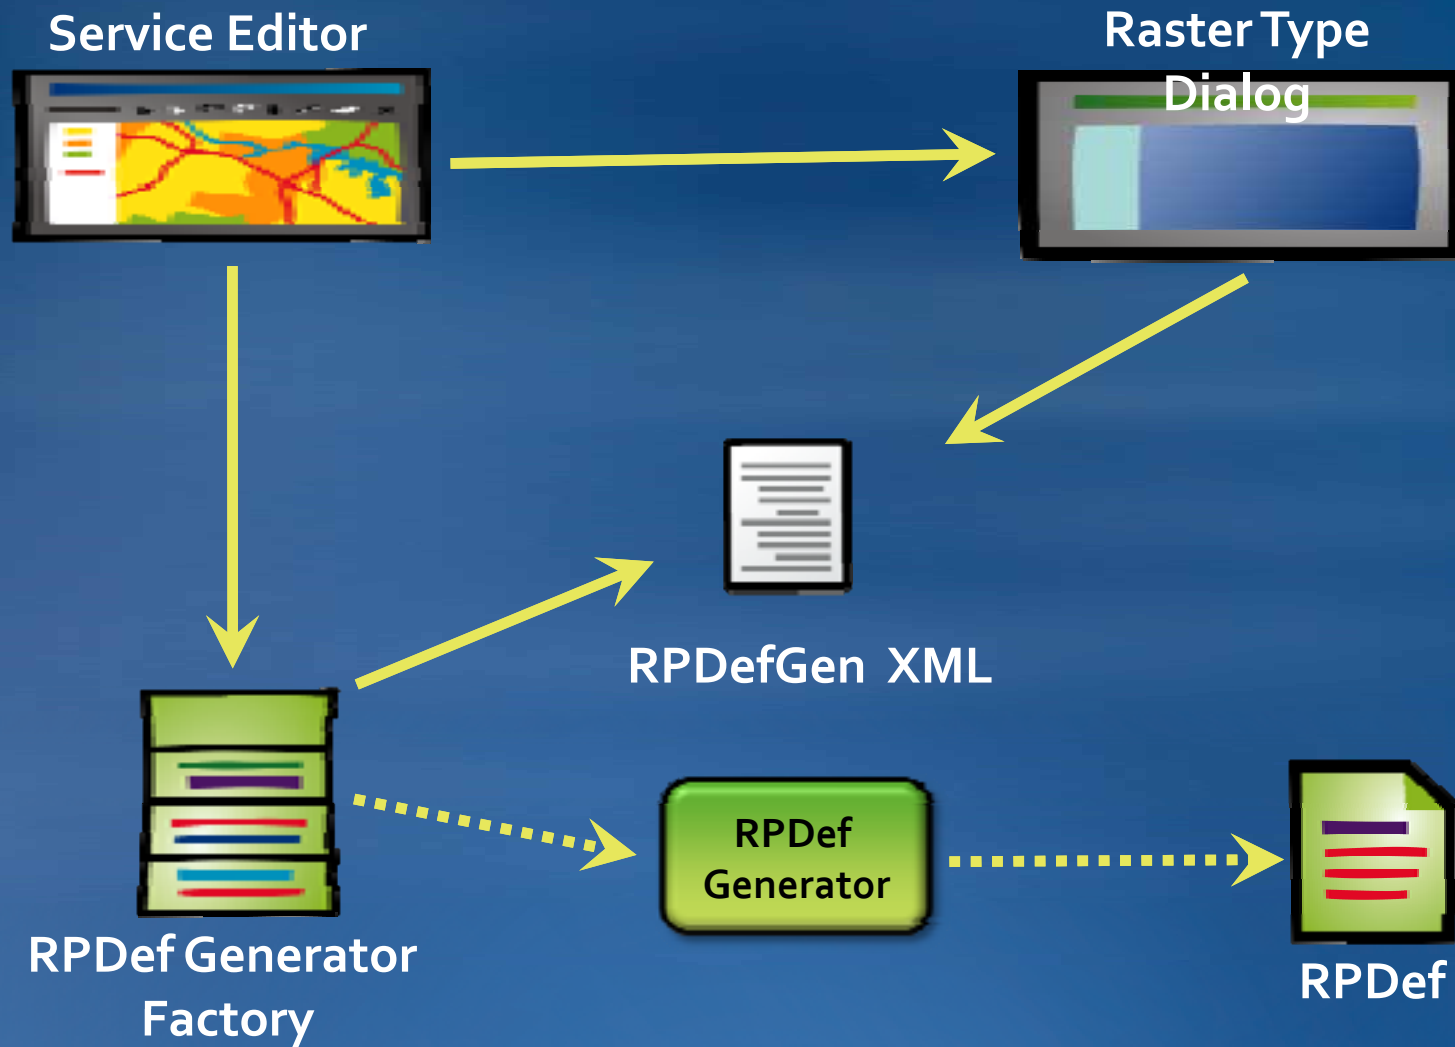 Service Editor
Raster Type
Dialog
RPDefGen XML
RPDef
Generator
RPDef Generator
Factory
RPDef